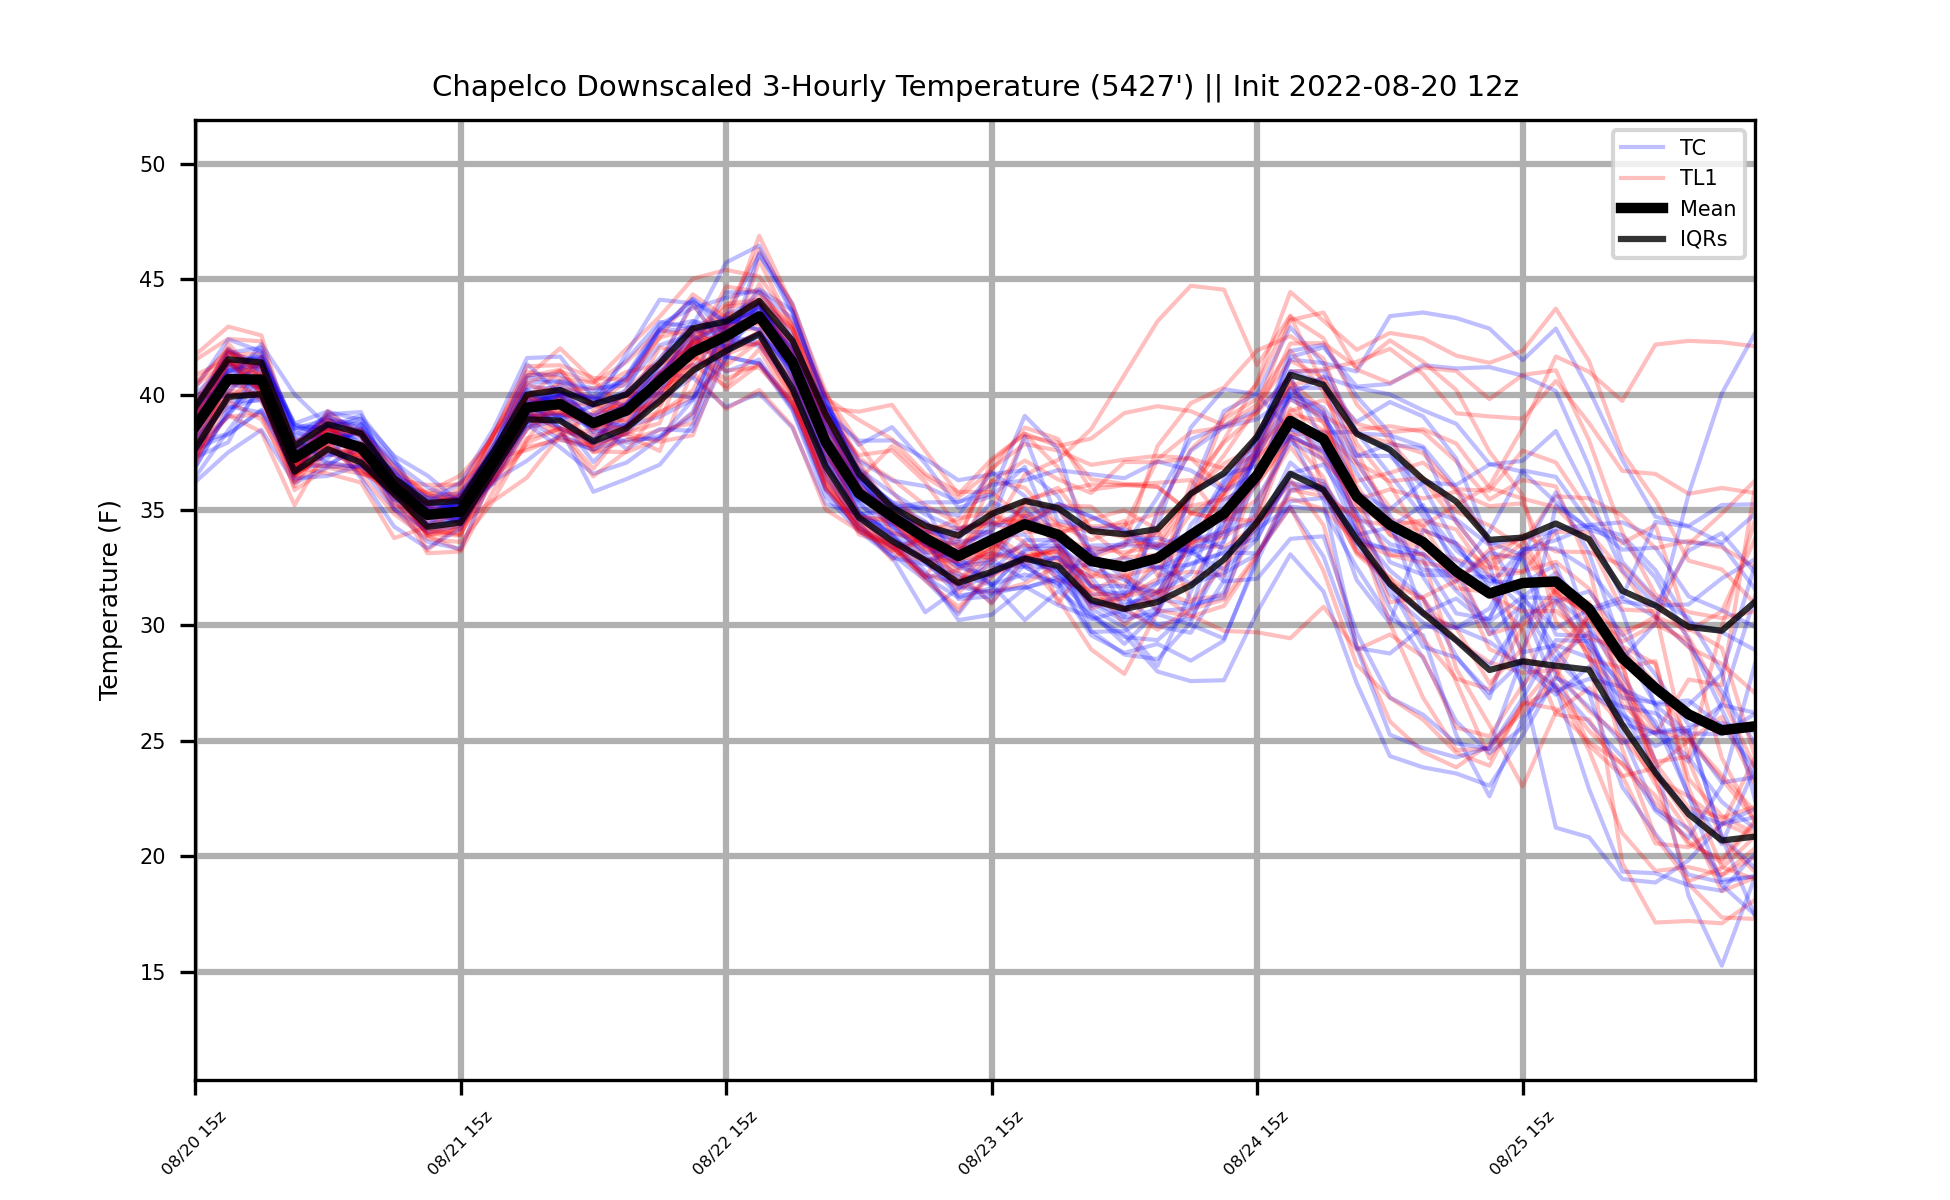 Chapelco Downscaled 3-Hourly Temperature (5427') || Init 2022-08-20 12z
TC
TL1
Mean
IQRs
Temperature (F)
50
45
40
35
30
25
20
15
08/20 15z
08/21 15z
08/22 15z
08/23 15z
08/24 15z
08/25 15z